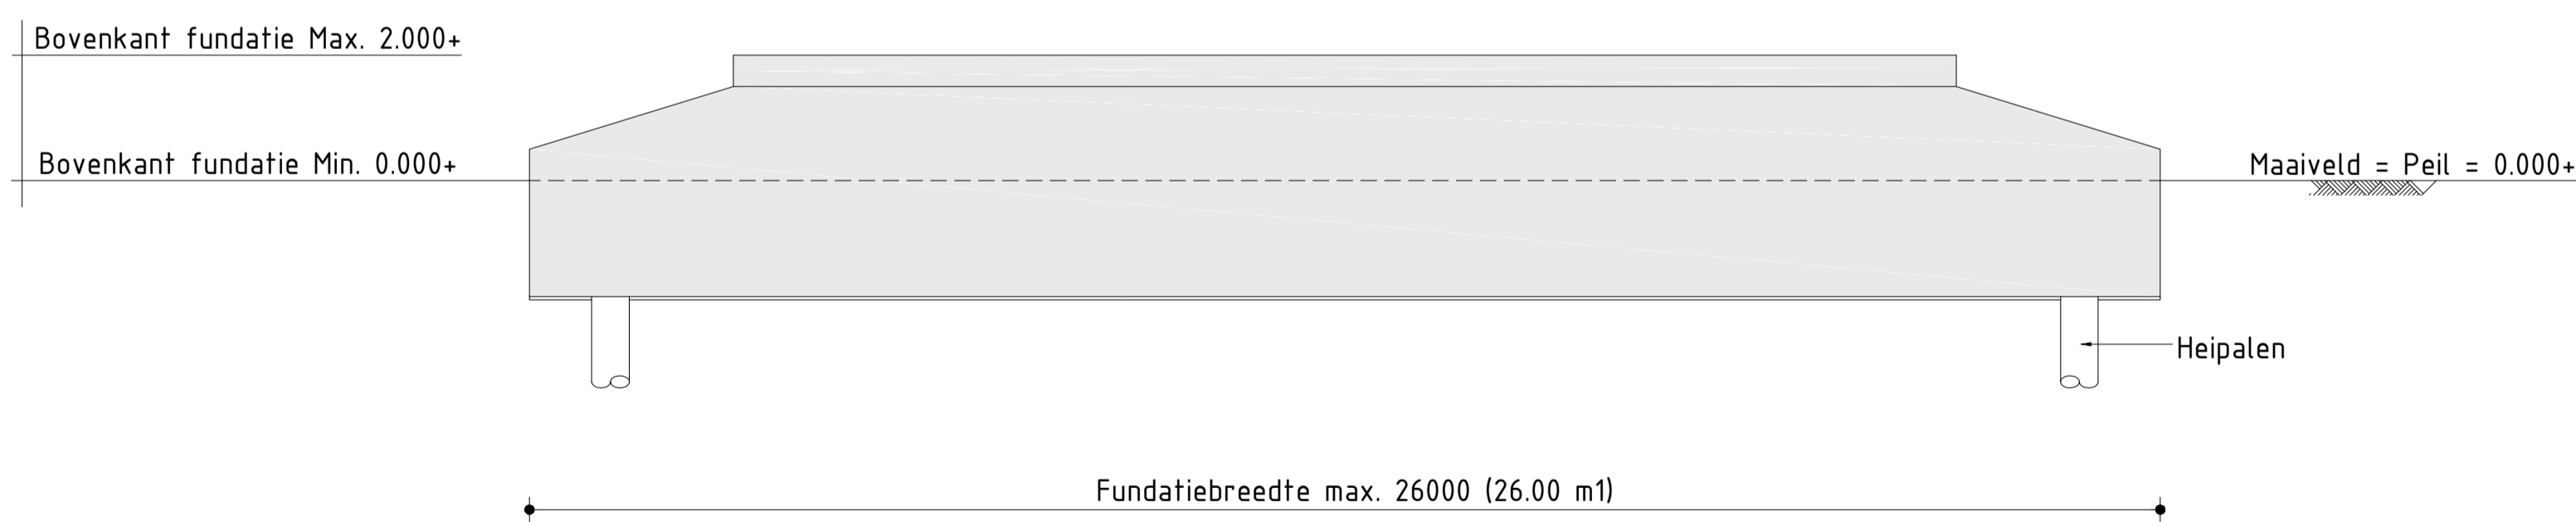 Bovenkant fundatie Max. 2.000+
Bovenkant fundatie Min. 0.000+
Maaiveld = Peil = 0.000+
Heipalen
Fundatiebreedte max. 26000 (26.00 m1)